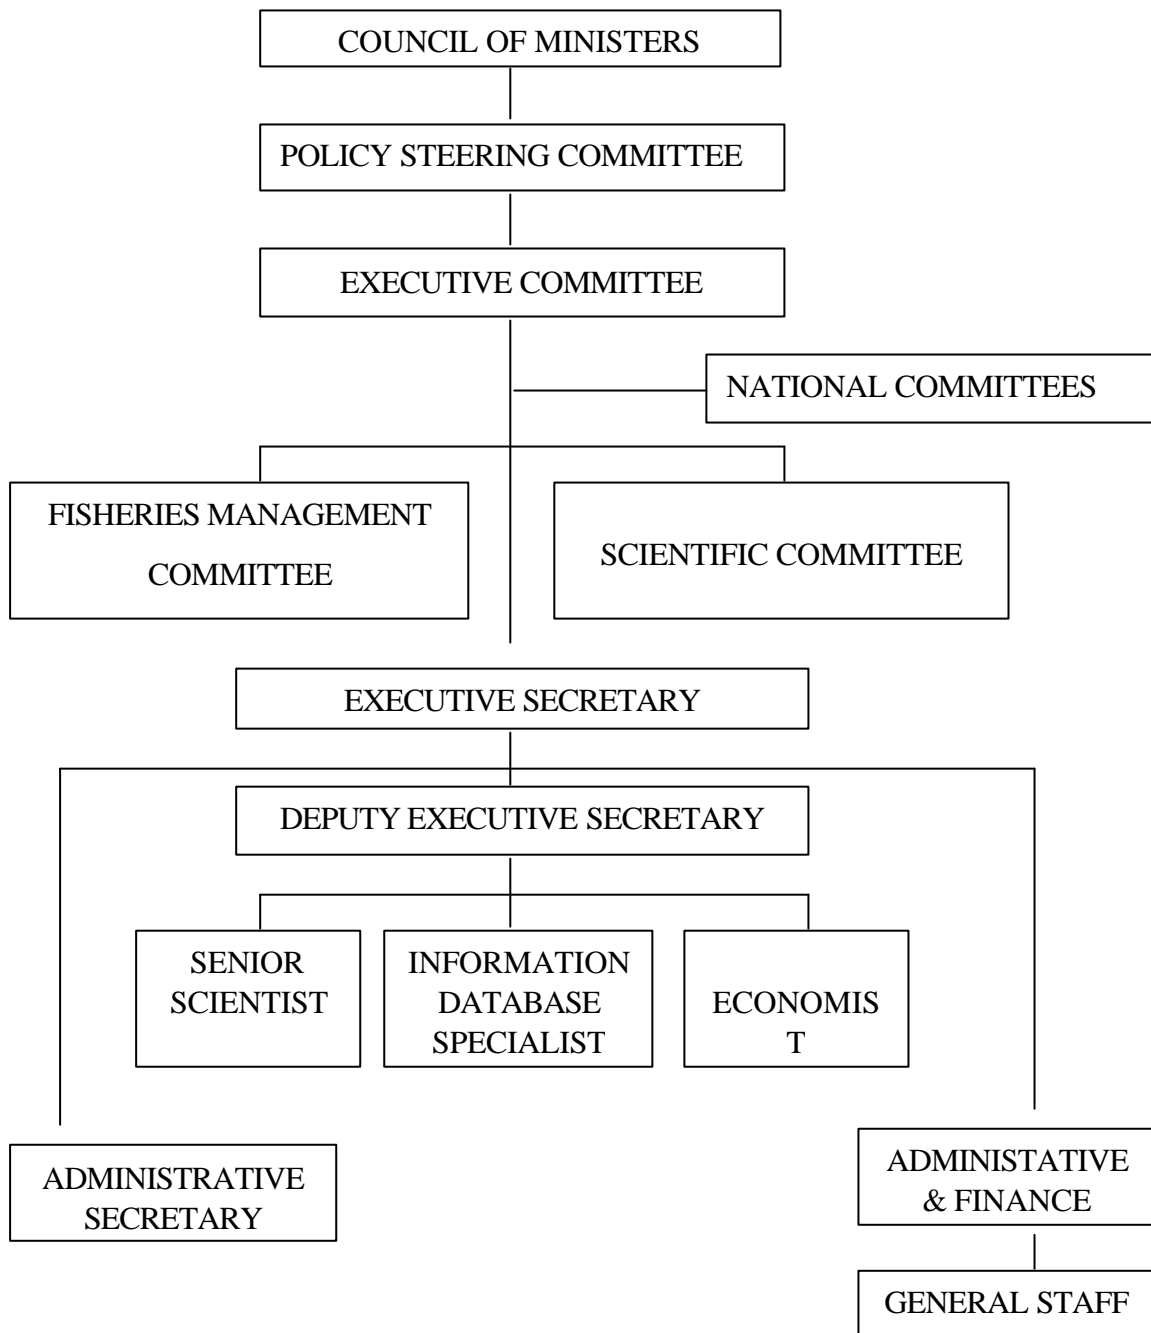 COUNCIL OF MINISTERS
POLICY STEERING COMMITTEE
EXECUTIVE COMMITTEE
NATIONAL COMMITTEES
FISHERIES MANAGEMENT
COMMITTEE
SCIENTIFIC COMMITTEE
EXECUTIVE SECRETARY
DEPUTY EXECUTIVE SECRETARY
SENIOR
SCIENTIST
INFORMATION
DATABASE
SPECIALIST
ECONOMIS
T
ADMINISTRATIVE
SECRETARY
ADMINISTATIVE
& FINANCE
GENERAL STAFF